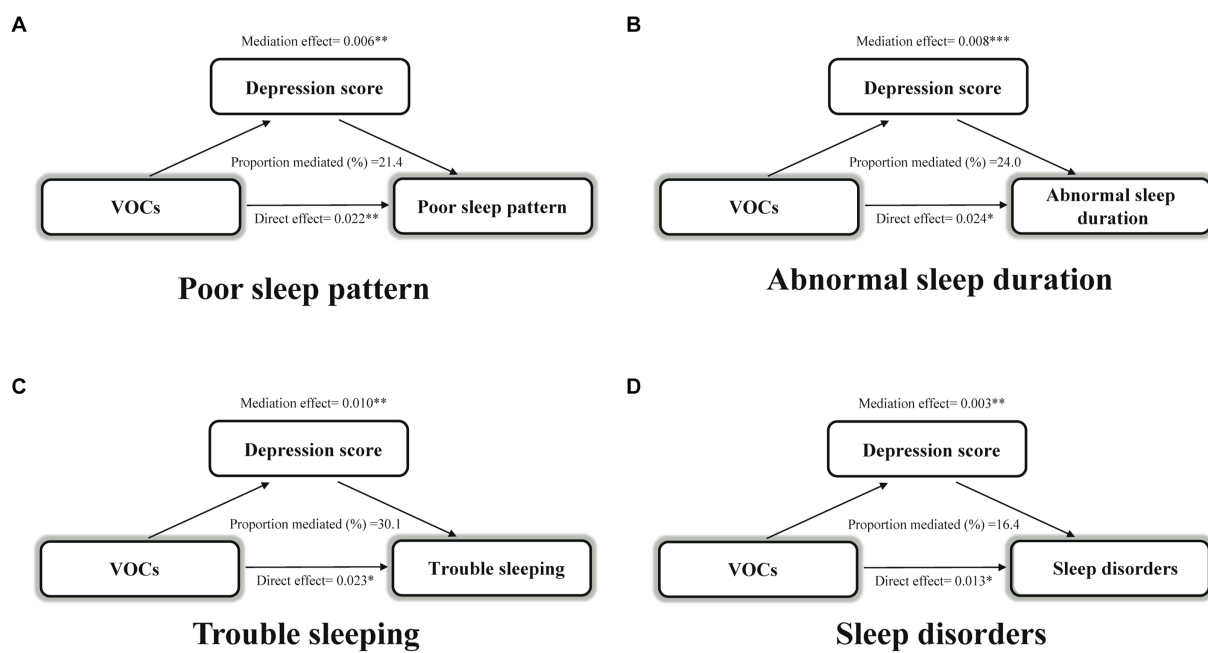 A
Mediation effect= 0.006**
Depression score
Proportion mediated (%) =21.4
VOCs
Poor sleep pattern
Direct effect= 0.022**
Poor sleep pattern
B
Mediation effect= 0.008***
Depression score
Proportion mediated (%) =24.0
VOCs
Abnormal sleep
duration
Direct effect= 0.024*
Abnormal sleep duration
C
Mediation effect= 0.010**
Depression score
Proportion mediated (%) =30.1
VOCs
Trouble sleeping
Direct effect= 0.023*
Trouble sleeping
D
Mediation effect= 0.003**
Depression score
Proportion mediated (%) =16.4
VOCs
Sleep disorders
Direct effect= 0.013*
Sleep disorders